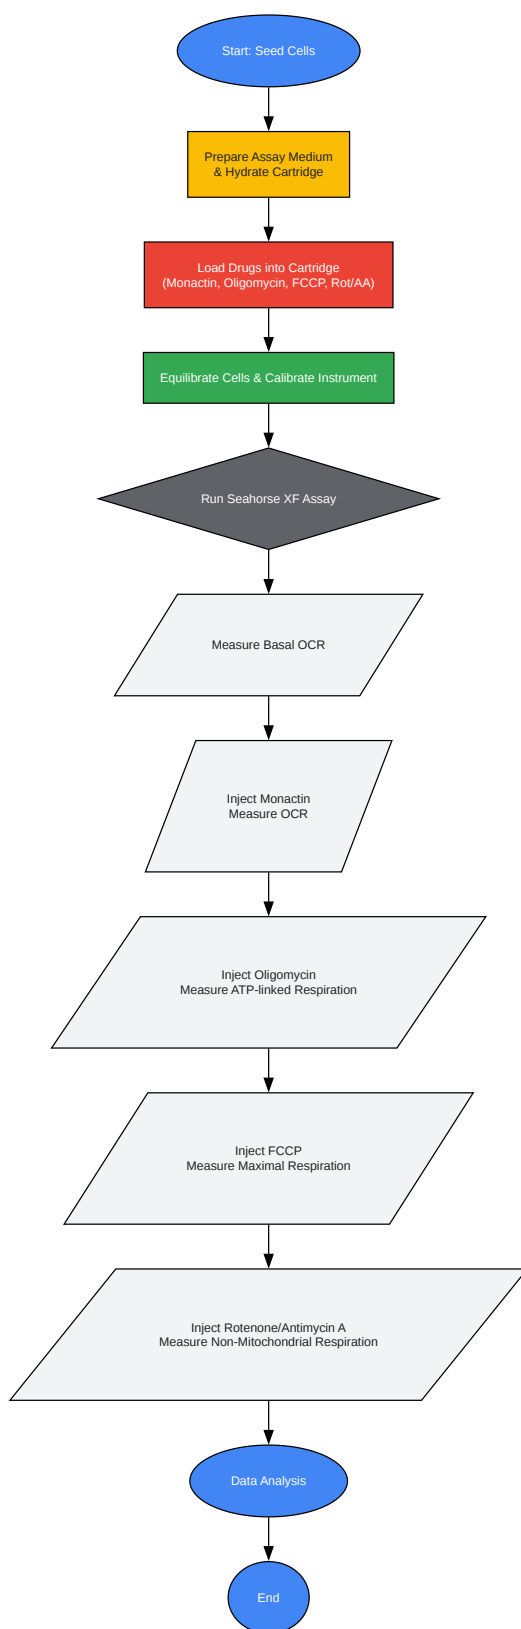 Start: Seed Cells
Prepare Assay Medium
& Hydrate Cartridge
Load Drugs into Cartridge
(Monactin, Oligomycin, FCCP, Rot/AA)
Equilibrate Cells & Calibrate Instrument
Run Seahorse XF Assay
Measure Basal OCR
Inject Monactin
Measure OCR
Inject Oligomycin
Measure ATP-linked Respiration
Inject FCCP
Measure Maximal Respiration
Inject Rotenone/Antimycin A
Measure Non-Mitochondrial Respiration
Data Analysis
End